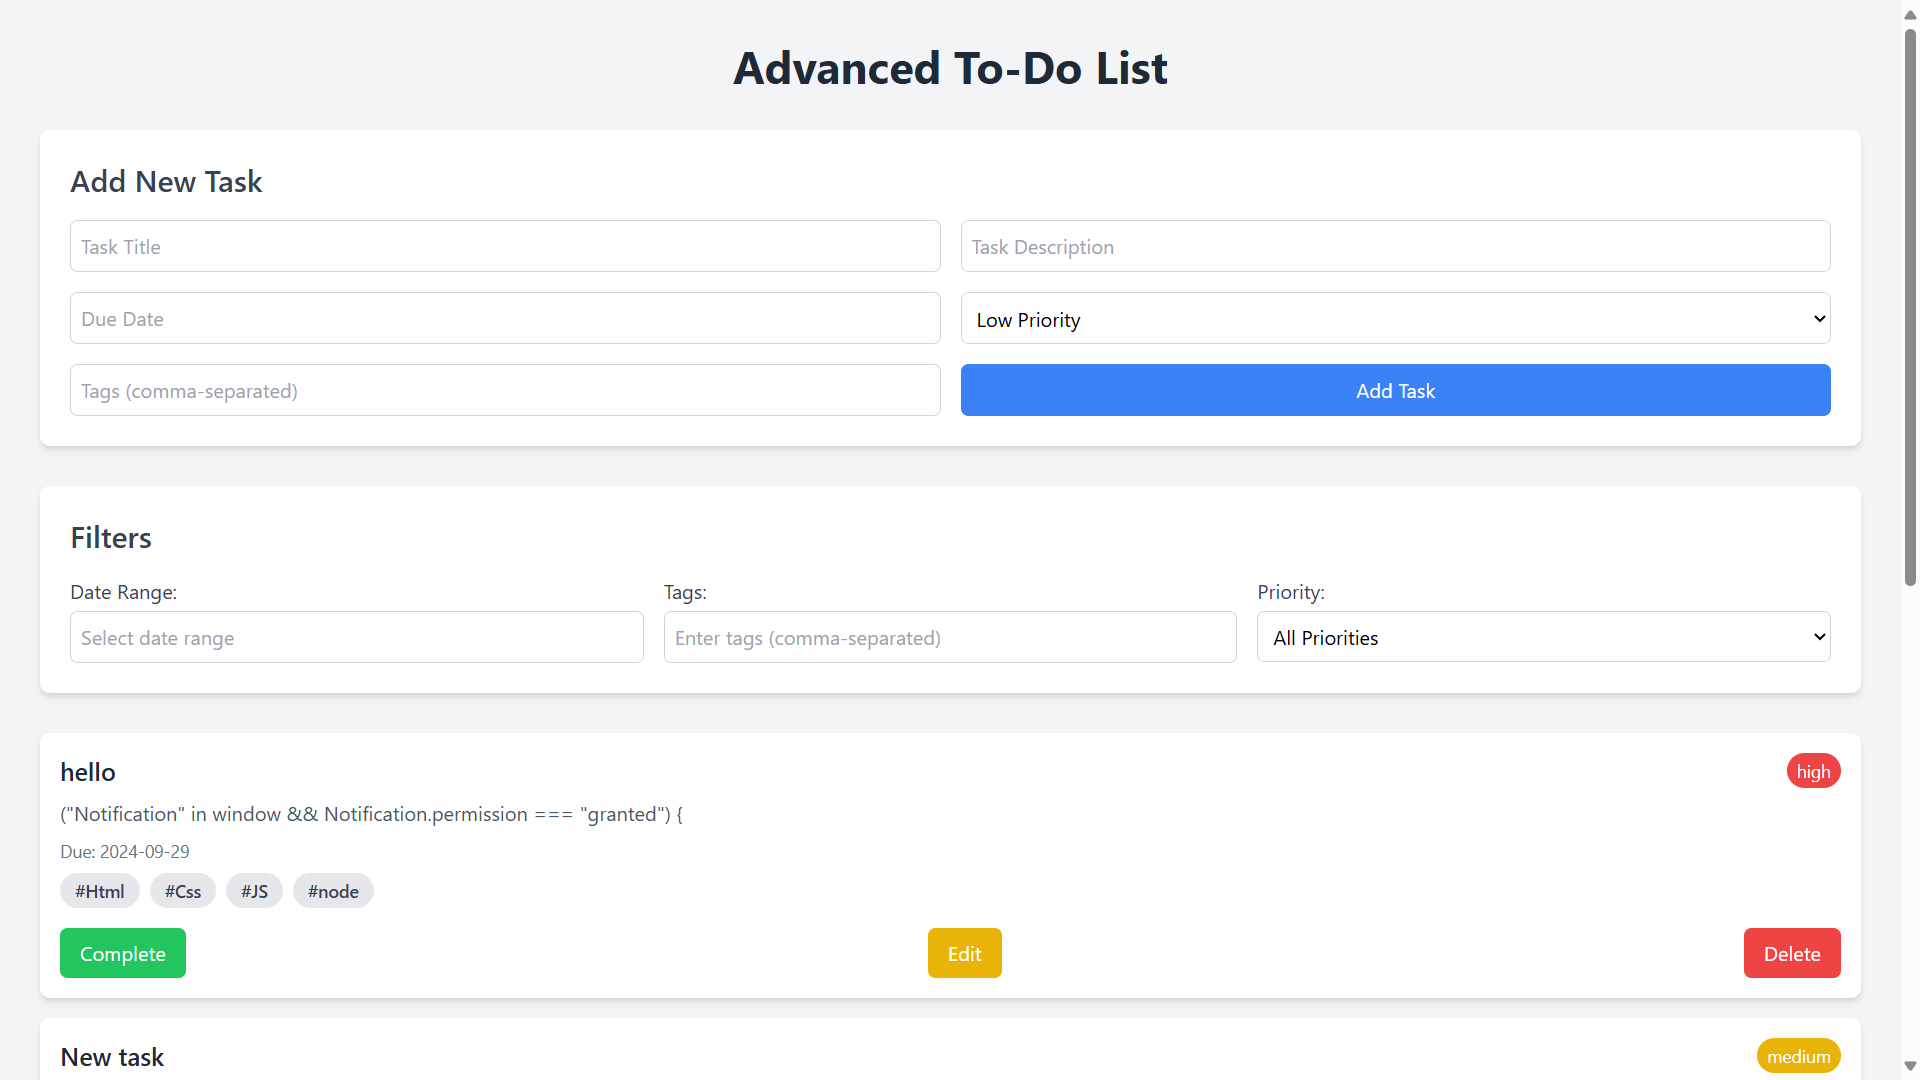 Advanced To-Do List
Add New Task
Task Title
Task Description
Due Date
Low Priority
Tags (comma-separated)
Add Task
Filters
Date Range:
Tags:
Priority:
Select date range
Enter tags (comma-separated)
All Priorities
hello
high
("Notification" in window && Notification.permission === "granted") {
Due: 2024-09-29
#Html #Css #JS #node
Complete
Edit
Delete
New task
medium